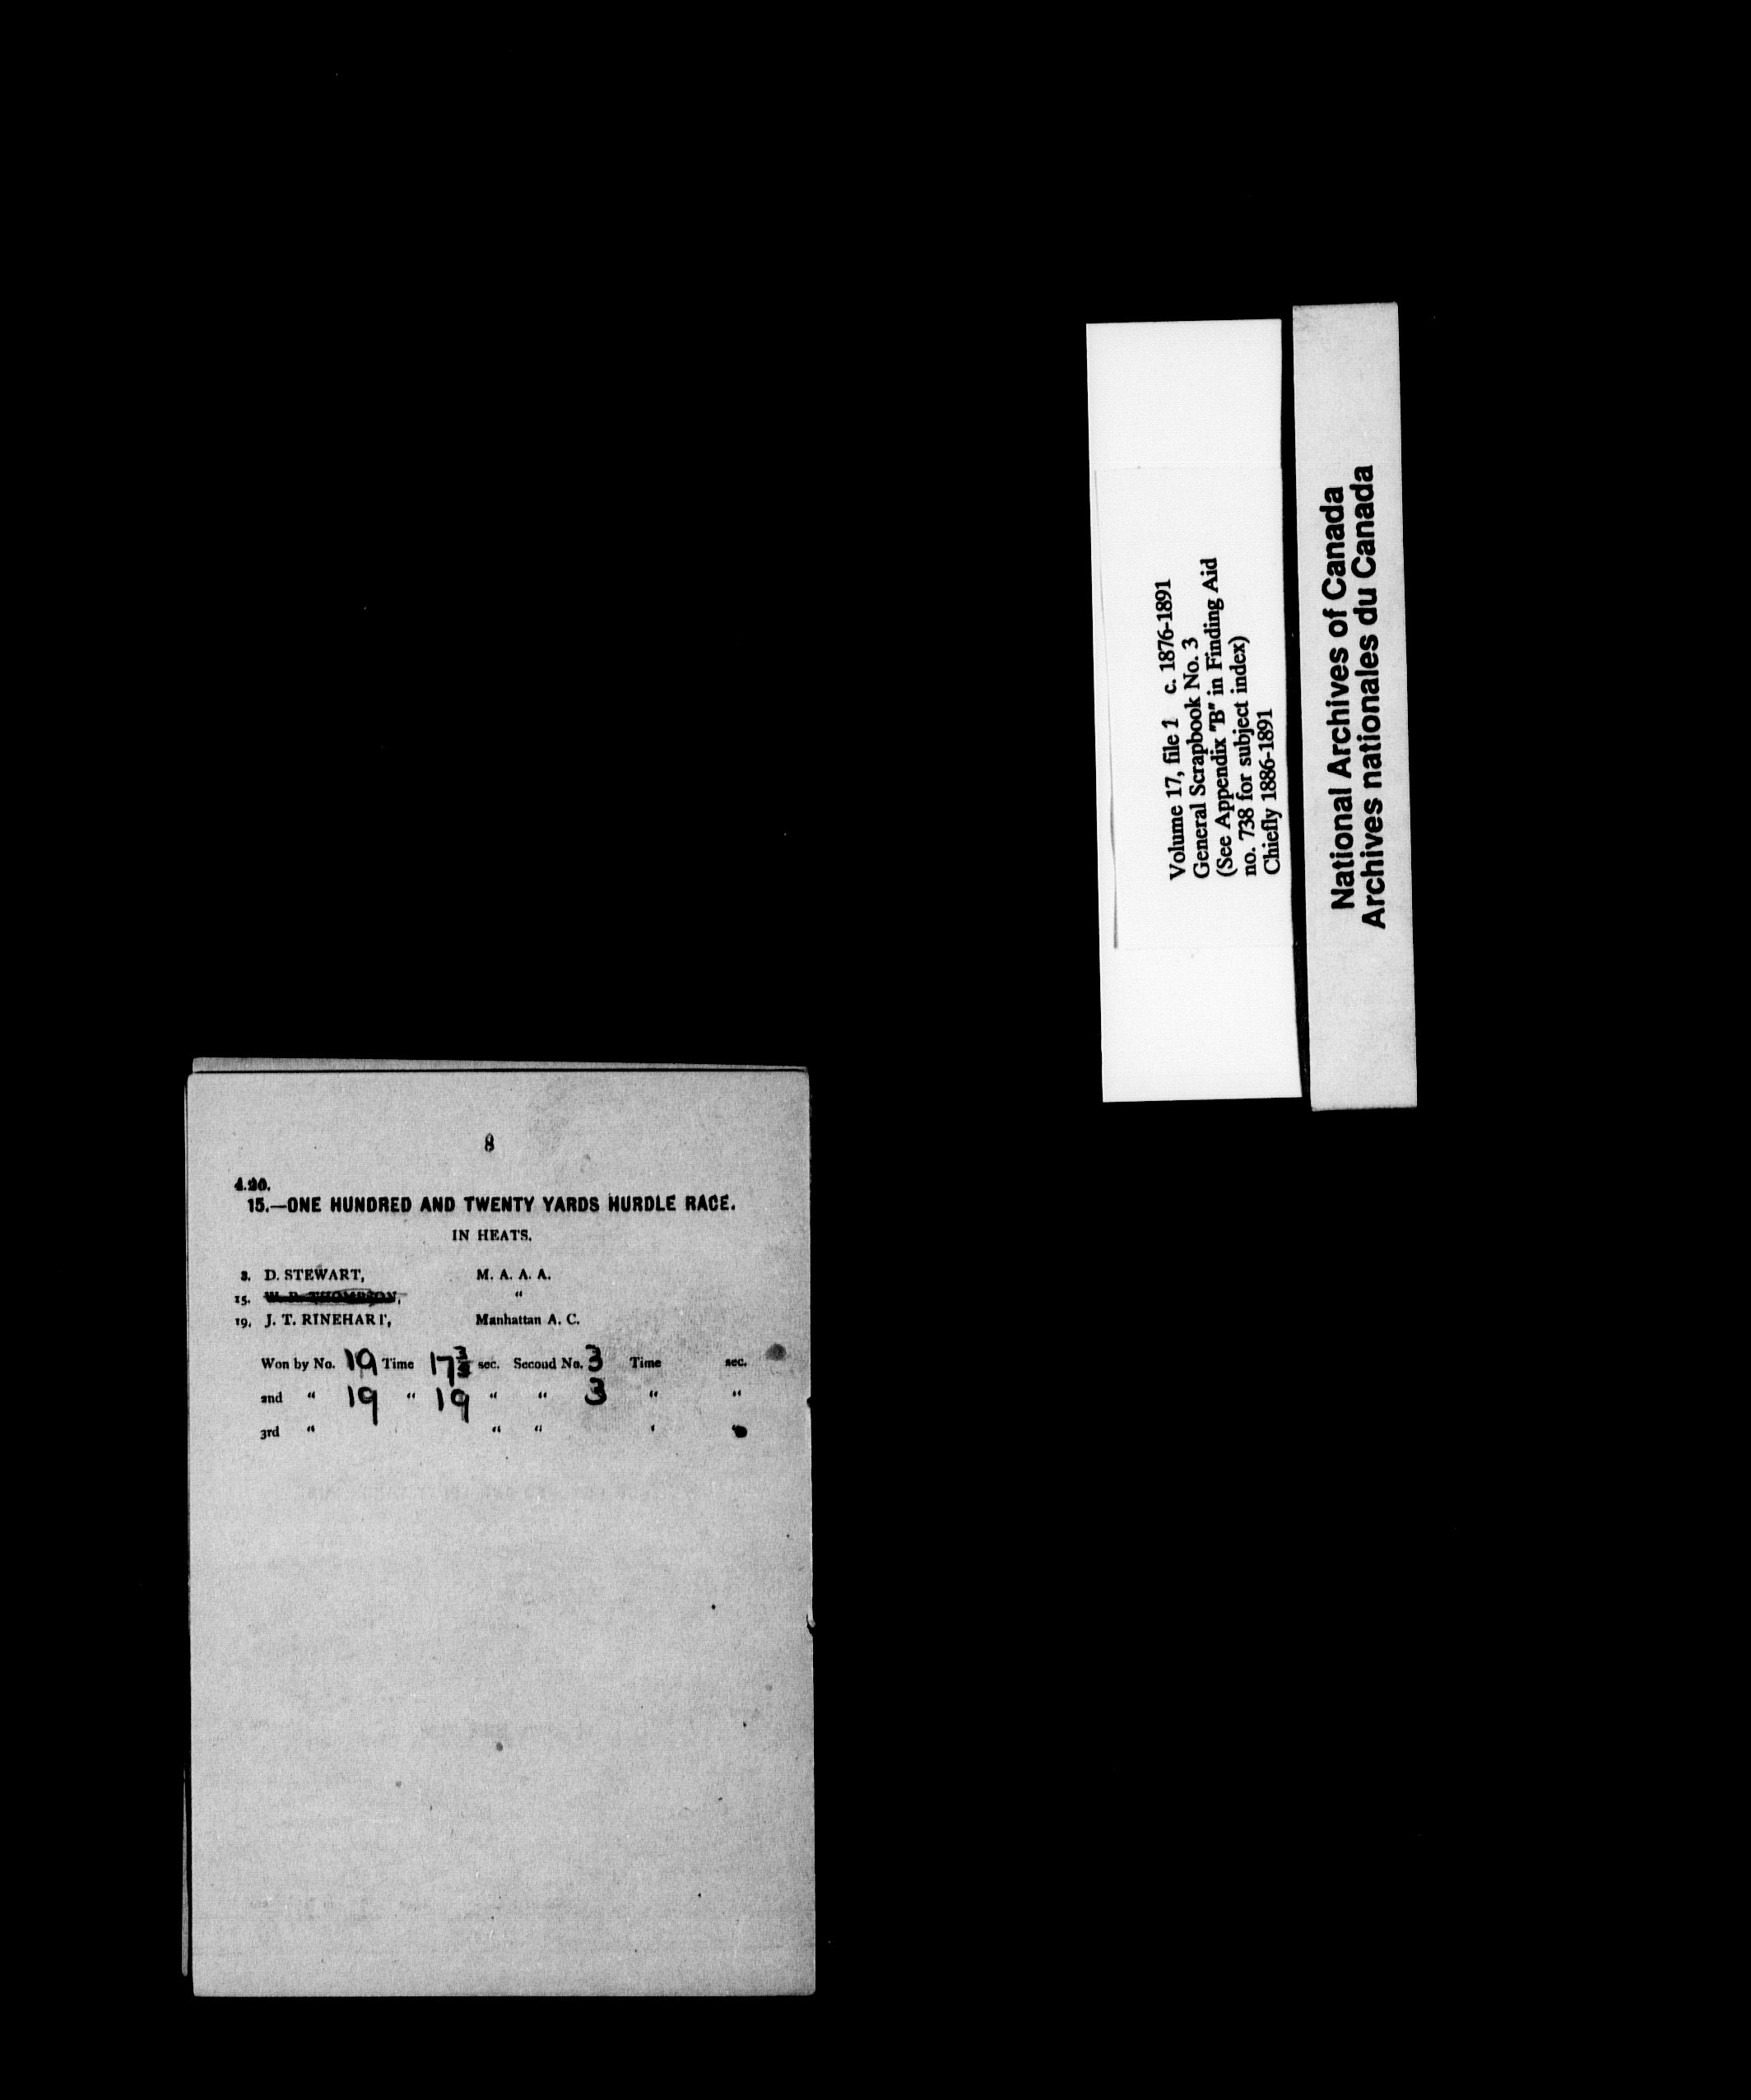 8
4.20.
15.—ONE HUNDRED AND TWENTY YARDS HURDLE RACE.
IN HEATS.
3. D. STEWART, M. A. A. A.
15. W. R. THOMPSON, "
19. J. T. RINEHART, Manhattan A. C.
Won by No. 19 Time 17 3/5 sec. Second No. 3 Time sec.
2nd " 19 " 19 " " 3 " "
3rd " " " " "
Volume 17, file 1 c. 1876-1891
General Scrapbook No. 3
(See Appendix "B" in Finding Aid
no. 738 for subject index)
Chiefly 1886-1891
National Archives of Canada
Archives nationales du Canada